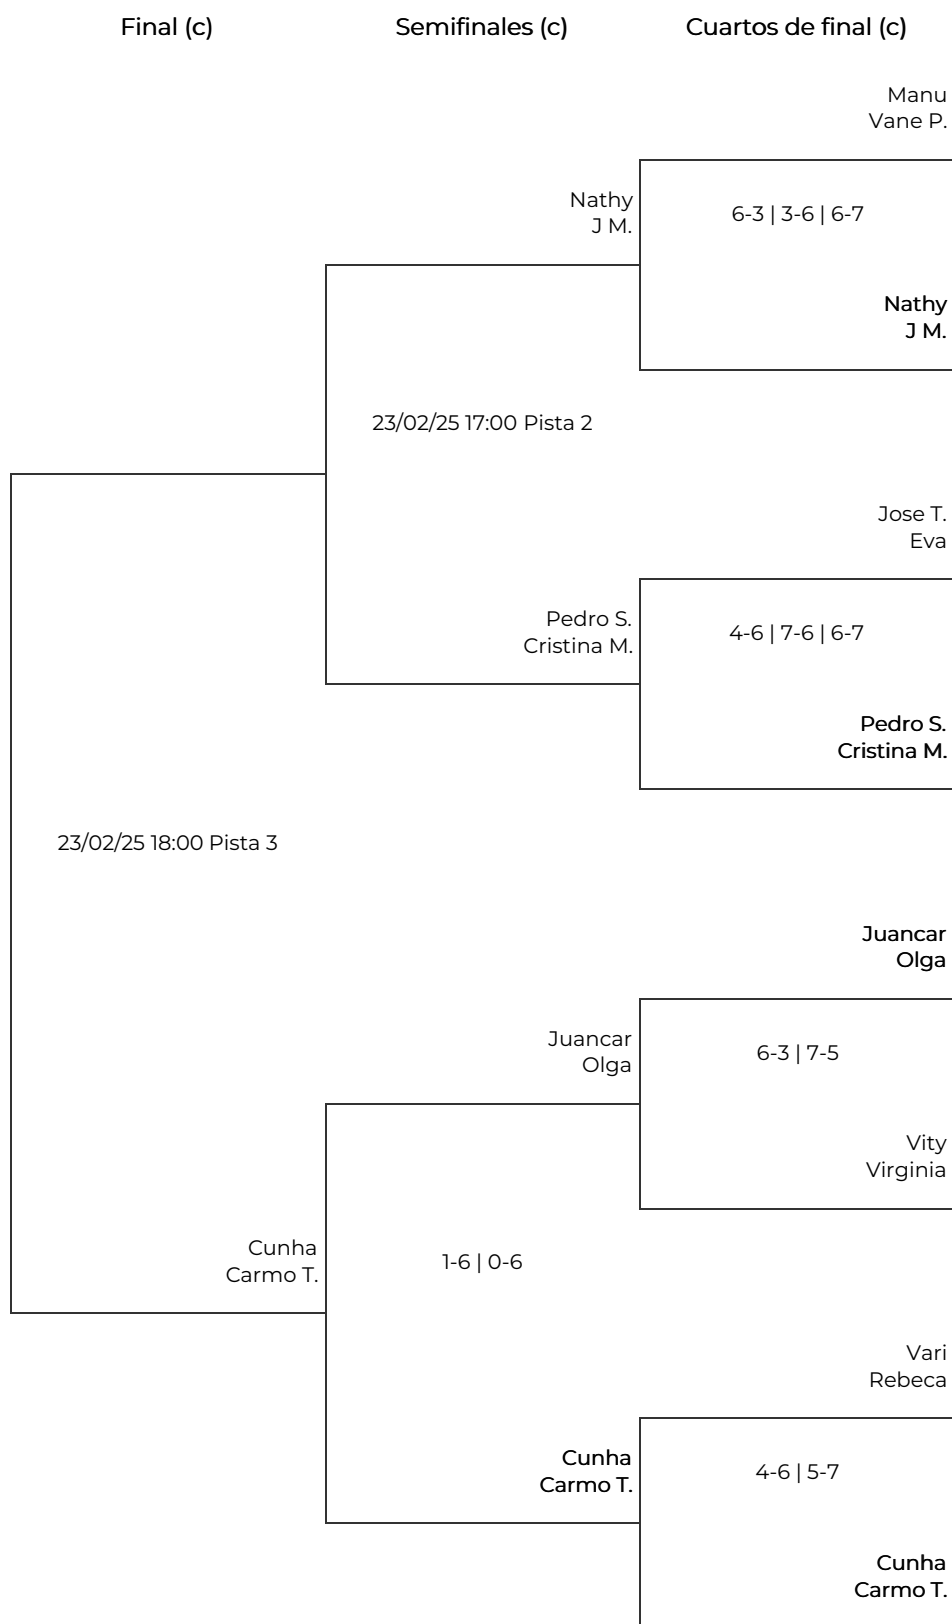 Final (c)
Semifinales (c)
Cuartos de final (c)
Manu
Vane P.
Nathy
J M.
6-3 | 3-6 | 6-7
Nathy
J M.
23/02/25 17:00 Pista 2
Jose T.
Eva
Pedro S.
Cristina M.
4-6 | 7-6 | 6-7
Pedro S.
Cristina M.
23/02/25 18:00 Pista 3
Juancar
Olga
Juancar
Olga
6-3 | 7-5
Vity
Virginia
Cunha
Carmo T.
1-6 | 0-6
Vari
Rebeca
Cunha
Carmo T.
4-6 | 5-7
Cunha
Carmo T.